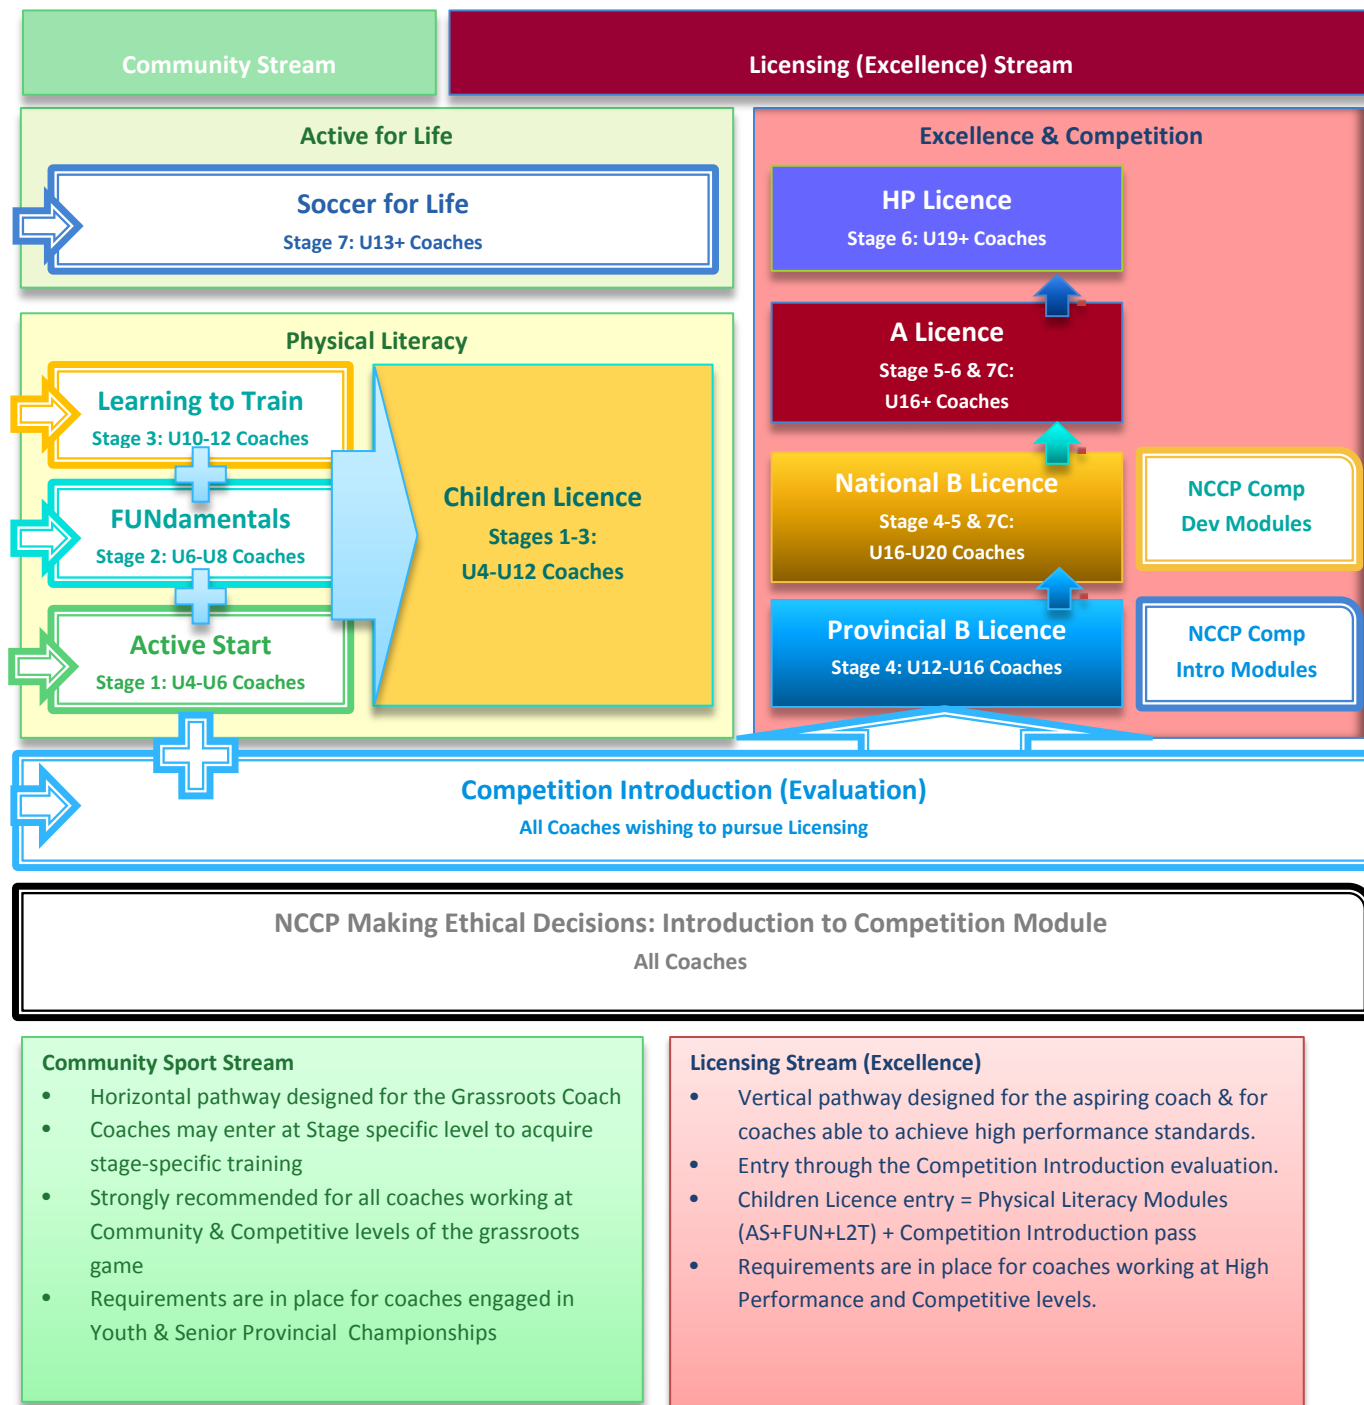 Community Stream
Licensing (Excellence) Stream
Active for Life
Soccer for Life
Stage 7: U13+ Coaches
Physical Literacy
Learning to Train
Stage 3: U10-12 Coaches
FUNdamentals
Stage 2: U6-U8 Coaches
Active Start
Stage 1: U4-U6 Coaches
Children Licence
Stages 1-3:
U4-U12 Coaches
Excellence & Competition
HP Licence
Stage 6: U19+ Coaches
A Licence
Stage 5-6 & 7C:
U16+ Coaches
National B Licence
Stage 4-5 & 7C:
U16-U20 Coaches
NCCP Comp
Dev Modules
Provincial B Licence
Stage 4: U12-U16 Coaches
NCCP Comp
Intro Modules
Competition Introduction (Evaluation)
All Coaches wishing to pursue Licensing
NCCP Making Ethical Decisions: Introduction to Competition Module
All Coaches
Community Sport Stream
• Horizontal pathway designed for the Grassroots Coach
• Coaches may enter at Stage specific level to acquire
stage-specific training
• Strongly recommended for all coaches working at
Community & Competitive levels of the grassroots
game
• Requirements are in place for coaches engaged in
Youth & Senior Provincial Championships
Licensing Stream (Excellence)
• Vertical pathway designed for the aspiring coach & for
coaches able to achieve high performance standards.
• Entry through the Competition Introduction evaluation.
• Children Licence entry = Physical Literacy Modules
(AS+FUN+L2T) + Competition Introduction pass
• Requirements are in place for coaches working at High
Performance and Competitive levels.